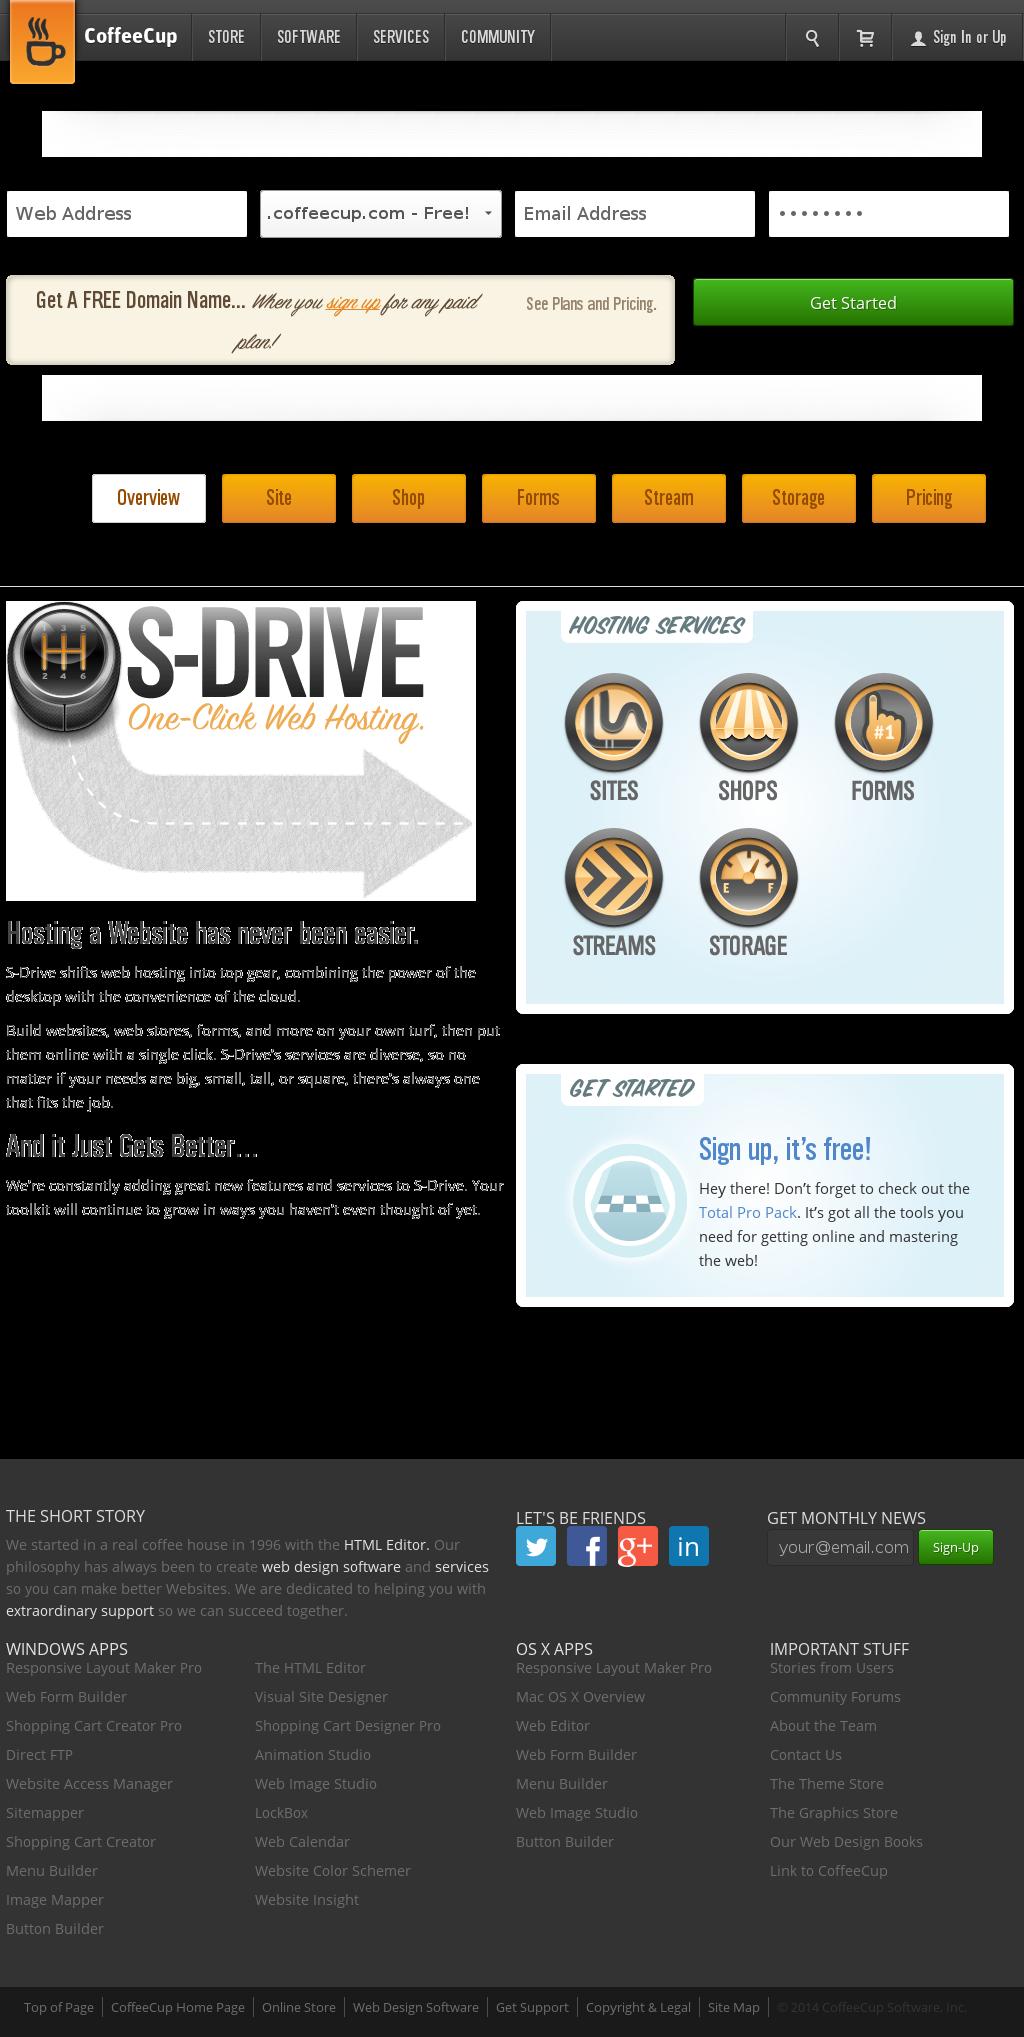 CoffeeCup STORE SOFTWARE SERVICES COMMUNITY Sign In or Up
Web Address .coffeecup.com - Free! Email Address ••••••••
Get A FREE Domain Name... When you sign up for any paid plan! See Plans and Pricing.
Get Started
Overview Site Shop Forms Stream Storage Pricing
1 3 5
2 4 6
S-DRIVE
One-Click Web Hosting.
Hosting a Website has never been easier.
S-Drive shifts web hosting into top gear, combining the power of the
desktop with the convenience of the cloud.
Build websites, web stores, forms, and more on your own turf, then put
them online with a single click. S-Drive's services are diverse, so no
matter if your needs are big, small, tall, or square, there's always one
that fits the job.
And it Just Gets Better...
We're constantly adding great new features and services to S-Drive. Your
toolkit will continue to grow in ways you haven't even thought of yet.
HOSTING SERVICES
#1
SITES SHOPS FORMS
E F
STREAMS STORAGE
GET STARTED
Sign up, it's free!
Hey there! Don't forget to check out the
Total Pro Pack. It's got all the tools you
need for getting online and mastering
the web!
THE SHORT STORY
We started in a real coffee house in 1996 with the HTML Editor. Our
philosophy has always been to create web design software and services
so you can make better Websites. We are dedicated to helping you with
extraordinary support so we can succeed together.
LET'S BE FRIENDS
f g+ in
GET MONTHLY NEWS
your@email.com Sign-Up
WINDOWS APPS
Responsive Layout Maker Pro
Web Form Builder
Shopping Cart Creator Pro
Direct FTP
Website Access Manager
Sitemapper
Shopping Cart Creator
Menu Builder
Image Mapper
Button Builder
The HTML Editor
Visual Site Designer
Shopping Cart Designer Pro
Animation Studio
Web Image Studio
LockBox
Web Calendar
Website Color Schemer
Website Insight
OS X APPS
Responsive Layout Maker Pro
Mac OS X Overview
Web Editor
Web Form Builder
Menu Builder
Web Image Studio
Button Builder
IMPORTANT STUFF
Stories from Users
Community Forums
About the Team
Contact Us
The Theme Store
The Graphics Store
Our Web Design Books
Link to CoffeeCup
Top of Page CoffeeCup Home Page Online Store Web Design Software Get Support Copyright & Legal Site Map © 2014 CoffeeCup Software, Inc.